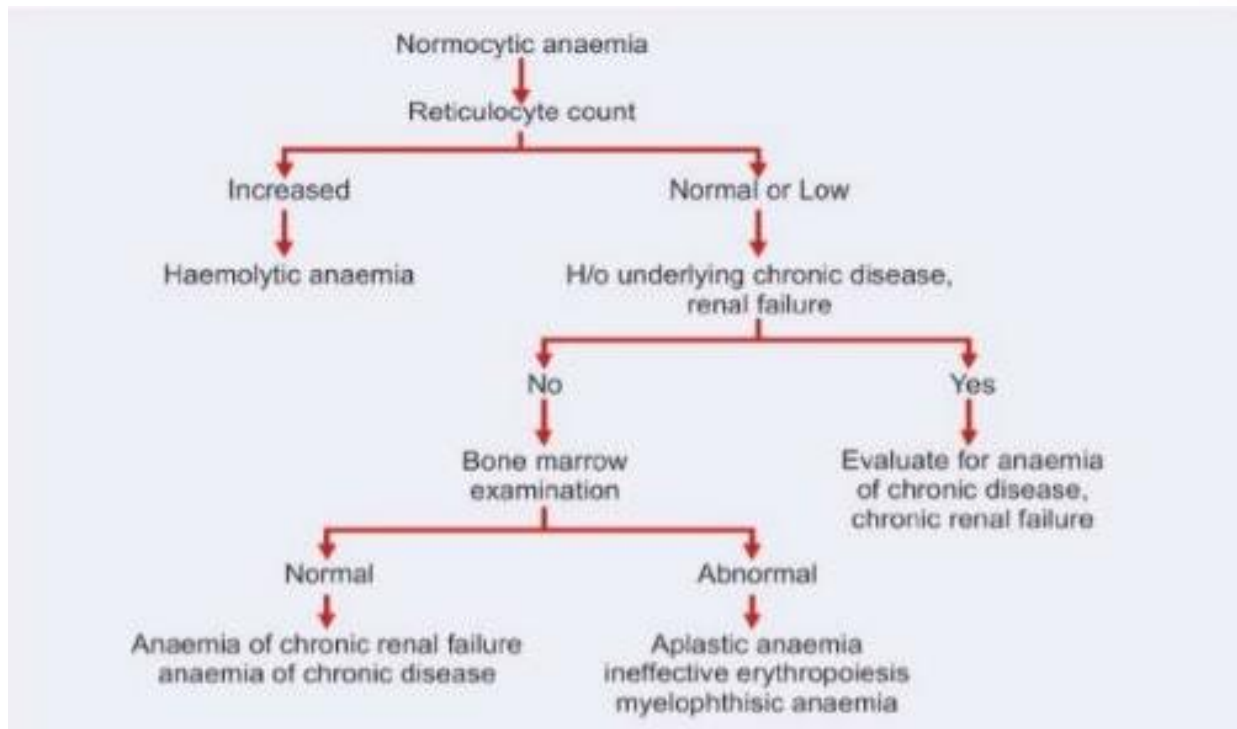 Normocytic anaemia
Reticulocyte count
Increased
Normal or Low
Haemolytic anaemia
H/o underlying chronic disease,
renal failure
No
Yes
Bone marrow
examination
Evaluate for anaemia
of chronic disease,
chronic renal failure
Normal
Abnormal
Anaemia of chronic renal failure
anaemia of chronic disease
Aplastic anaemia
ineffective erythropoiesis
myelophthisic anaemia